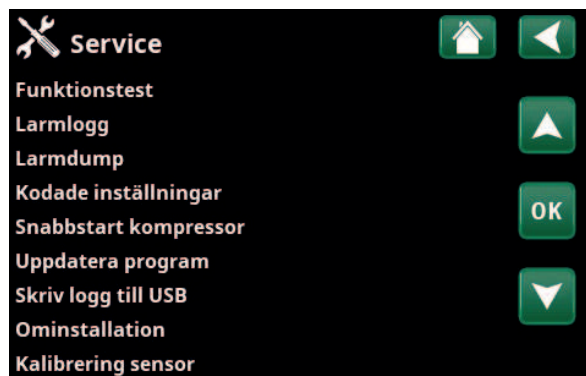 Service
Funktionstest
Larmlogg
Larmdump
Kodade inställningar
Snabbstart kompressor
OK
Uppdatera program
Skriv logg till USB
Ominstallation
Kalibrering sensor